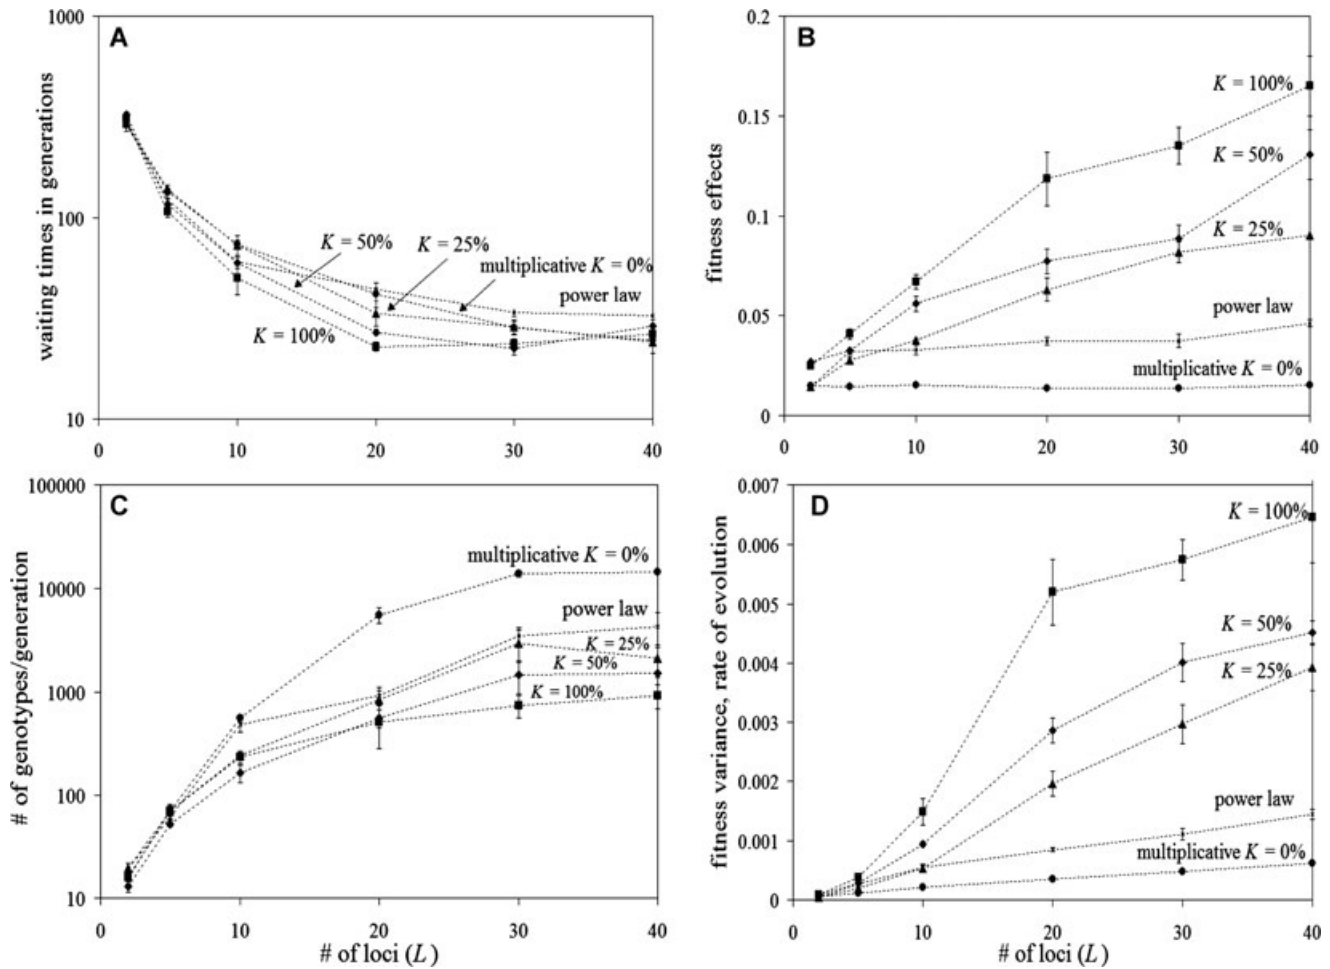 A
waiting times in generations
1000
100
10
K = 50%
K = 25%
multiplicative K = 0%
power law
K = 100%
0
10
20
30
40
B
fitness effects
0.2
0.15
0.1
0.05
0
K = 100%
K = 50%
K = 25%
power law
multiplicative K = 0%
0
10
20
30
40
C
# of genotypes/generation
100000
10000
1000
100
10
multiplicative K = 0%
power law
K = 25%
K = 50%
K = 100%
0
10
20
30
40
# of loci (L)
D
fitness variance, rate of evolution
0.007
0.006
0.005
0.004
0.003
0.002
0.001
0
K = 100%
K = 50%
K = 25%
power law
multiplicative K = 0%
0
10
20
30
40
# of loci (L)